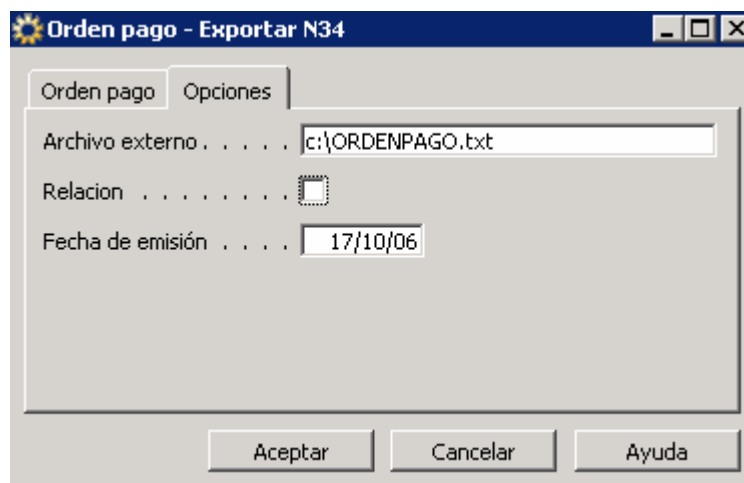 Orden pago - Exportar N34
Orden pago Opciones
Archivo externo . . . . . c:\ORDENPAGO.txt
Relacion . . . . . . . .
Fecha de emisión . . . . 17/10/06
Aceptar Cancelar Ayuda